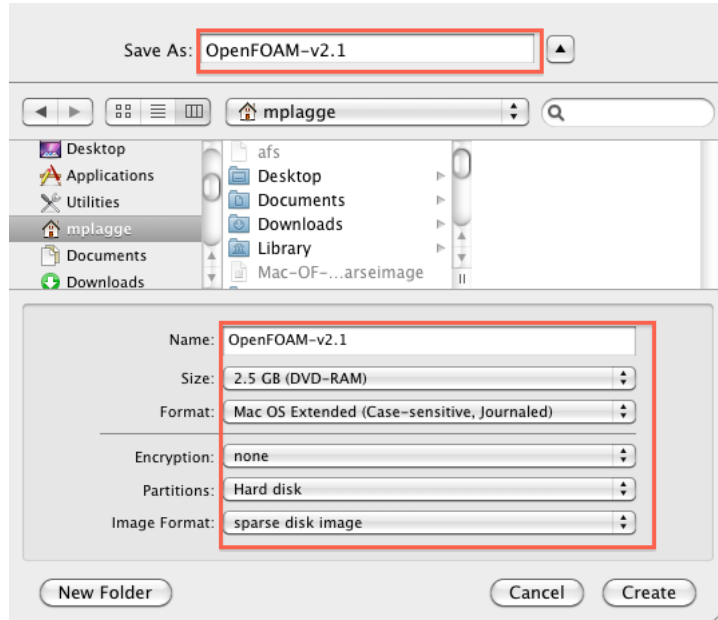 Save As: OpenFOAM-v2.1
mplagge
Desktop
Applications
Utilities
mplagge
Documents
Downloads
afs
Desktop
Documents
Downloads
Library
Mac-OF-...arseimage
Name: OpenFOAM-v2.1
Size: 2.5 GB (DVD-RAM)
Format: Mac OS Extended (Case-sensitive, Journaled)
Encryption: none
Partitions: Hard disk
Image Format: sparse disk image
New Folder
Cancel
Create